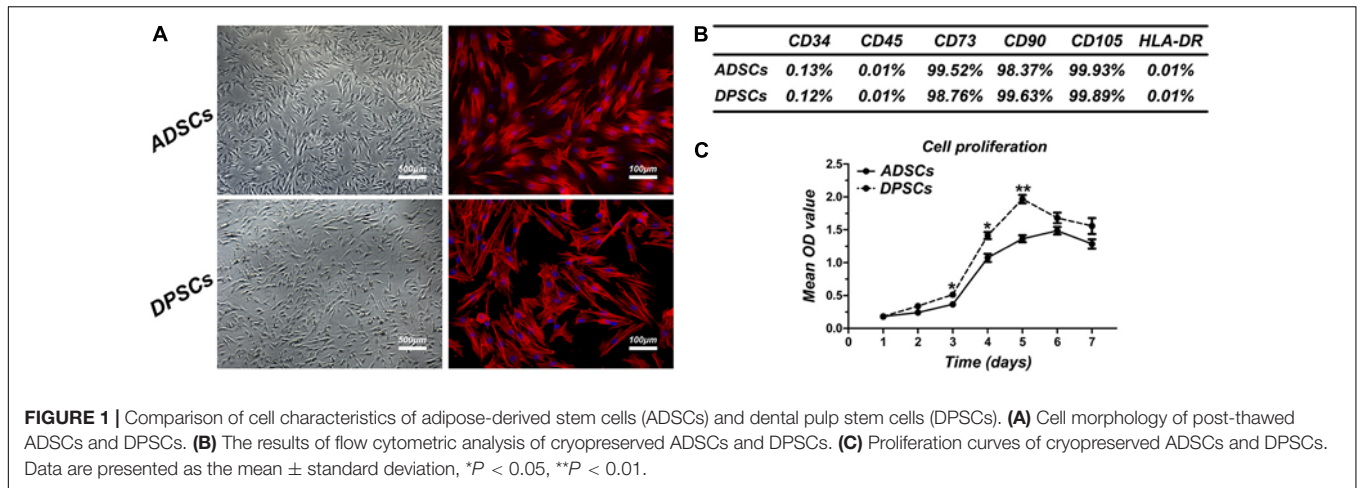 A
ADSCs
500μm
100μm
DPSCs
500μm
100μm
B
CD34 CD45 CD73 CD90 CD105 HLA-DR
ADSCs 0.13% 0.01% 99.52% 98.37% 99.93% 0.01%
DPSCs 0.12% 0.01% 98.76% 99.63% 99.89% 0.01%
C
Cell proliferation
ADSCs
DPSCs
Mean OD value
2.5
2.0
1.5
1.0
0.5
0.0
* * **
0 1 2 3 4 5 6 7
Time (days)
FIGURE 1 | Comparison of cell characteristics of adipose-derived stem cells (ADSCs) and dental pulp stem cells (DPSCs). (A) Cell morphology of post-thawed
ADSCs and DPSCs. (B) The results of flow cytometric analysis of cryopreserved ADSCs and DPSCs. (C) Proliferation curves of cryopreserved ADSCs and DPSCs.
Data are presented as the mean ± standard deviation, *P < 0.05, **P < 0.01.